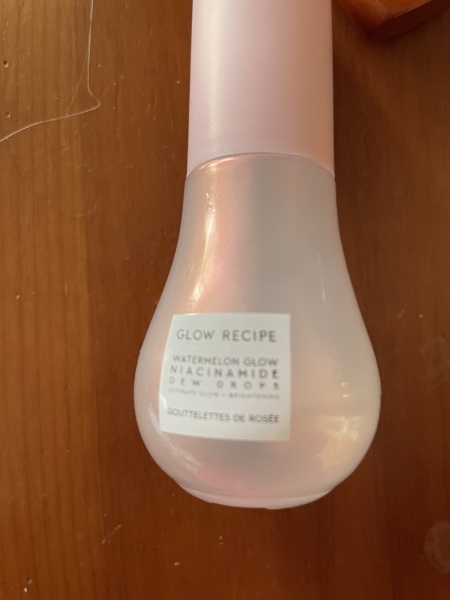 GLOW RECIPE
WATERMELON GLOW
NIACINAMIDE
DEW DROPS
ULTIMATE GLOW + BRIGHTENING
GOUTTELETTES DE ROSÉE